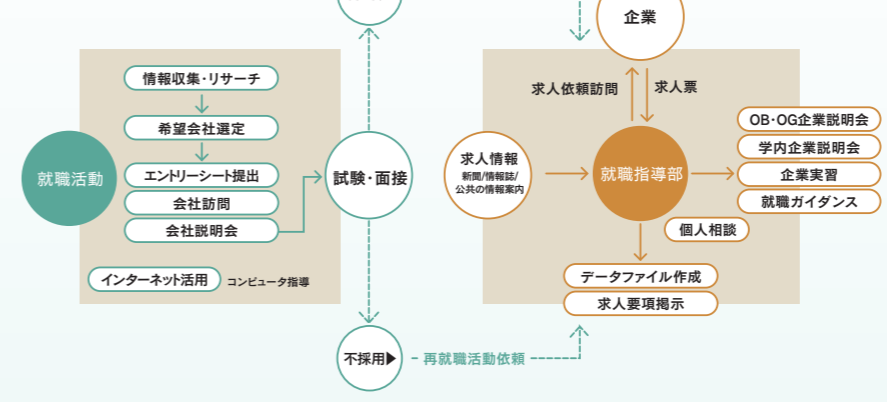 企業
情報収集・リサーチ
希望会社選定
就職活動
エントリーシート提出
会社訪問
会社説明会
インターネット活用
コンピュータ指導
試験・面接
不採用▶
再就職活動依頼
求人依頼訪問
求人票
求人情報
新聞/情報誌/
公共の情報案内
就職指導部
OB・OG企業説明会
学内企業説明会
企業実習
就職ガイダンス
個人相談
データファイル作成
求人要項掲示